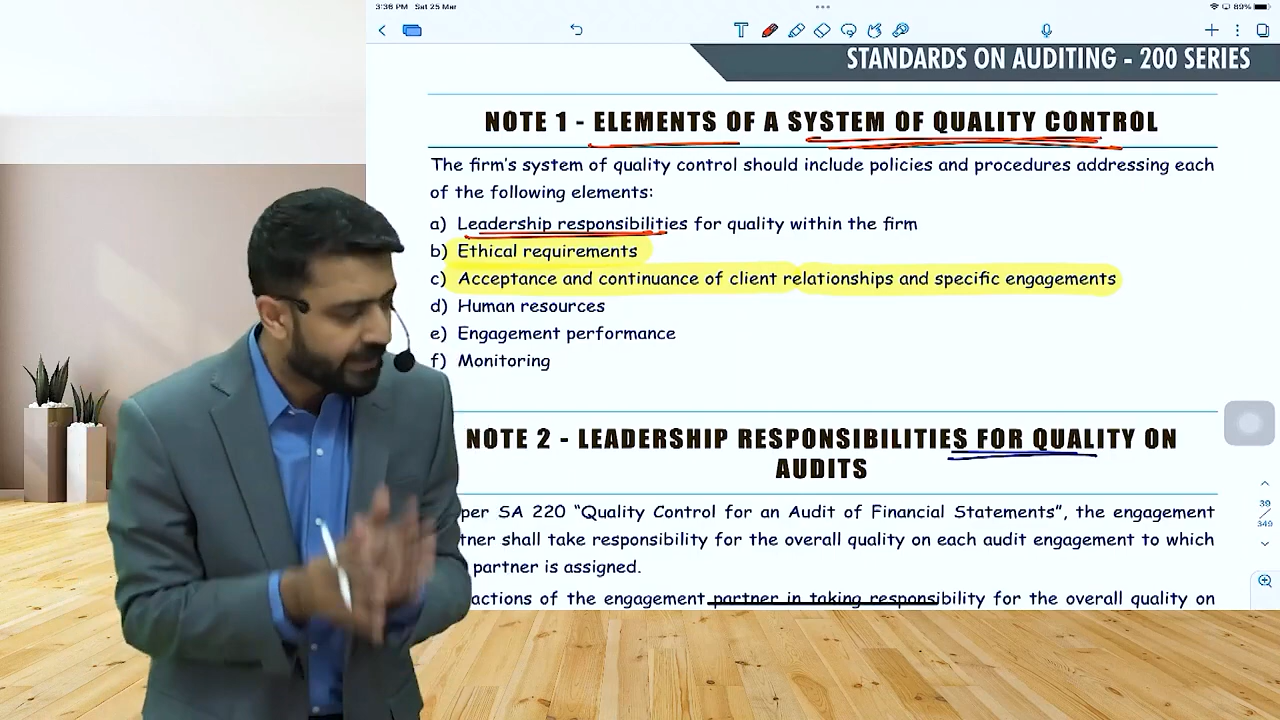 3:36 PM Sat 25 Mar
89%
STANDARDS ON AUDITING - 200 SERIES
NOTE 1 - ELEMENTS OF A SYSTEM OF QUALITY CONTROL
The firm's system of quality control should include policies and procedures addressing each
of the following elements:
a) Leadership responsibilities for quality within the firm
b) Ethical requirements
c) Acceptance and continuance of client relationships and specific engagements
d) Human resources
e) Engagement performance
f) Monitoring
NOTE 2 - LEADERSHIP RESPONSIBILITIES FOR QUALITY ON
AUDITS
per SA 220 “Quality Control for an Audit of Financial Statements”, the engagement
tner shall take responsibility for the overall quality on each audit engagement to which
partner is assigned.
actions of the engagement partner in taking responsibility for the overall quality on
39
349